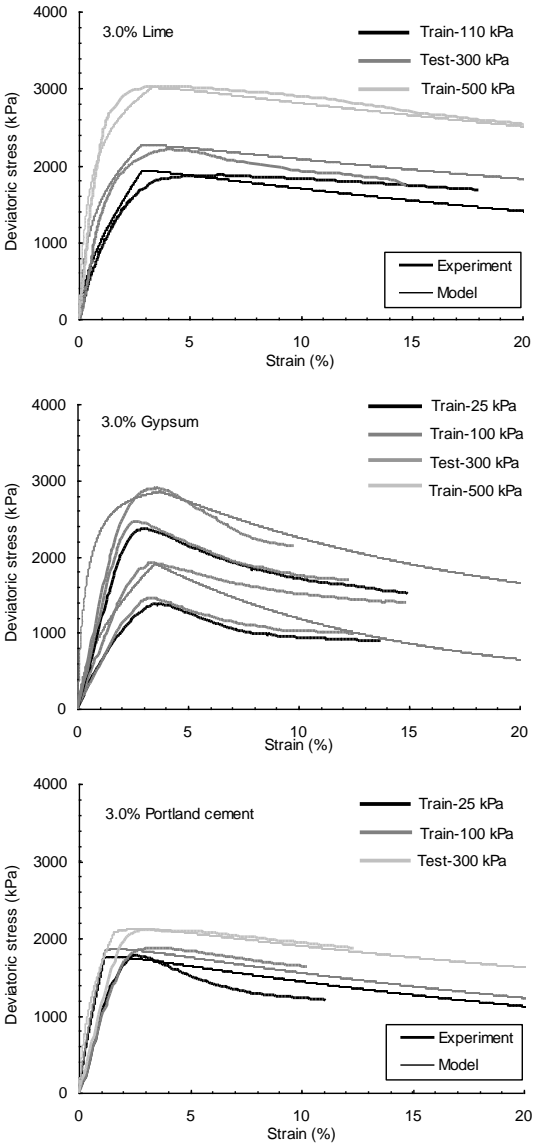 4000
3.0% Lime
Train-110 kPa
Test-300 kPa
Train-500 kPa
3000
2000
1000
0
Deviatoric stress (kPa)
Experiment
Model
0 5 10 15 20
Strain (%)
4000
3.0% Gypsum
Train-25 kPa
Train-100 kPa
Test-300 kPa
Train-500 kPa
3000
2000
1000
0
Deviatoric stress (kPa)
0 5 10 15 20
Strain (%)
4000
3.0% Portland cement
Train-25 kPa
Train-100 kPa
Test-300 kPa
3000
2000
1000
0
Deviatoric stress (kPa)
Experiment
Model
0 5 10 15 20
Strain (%)